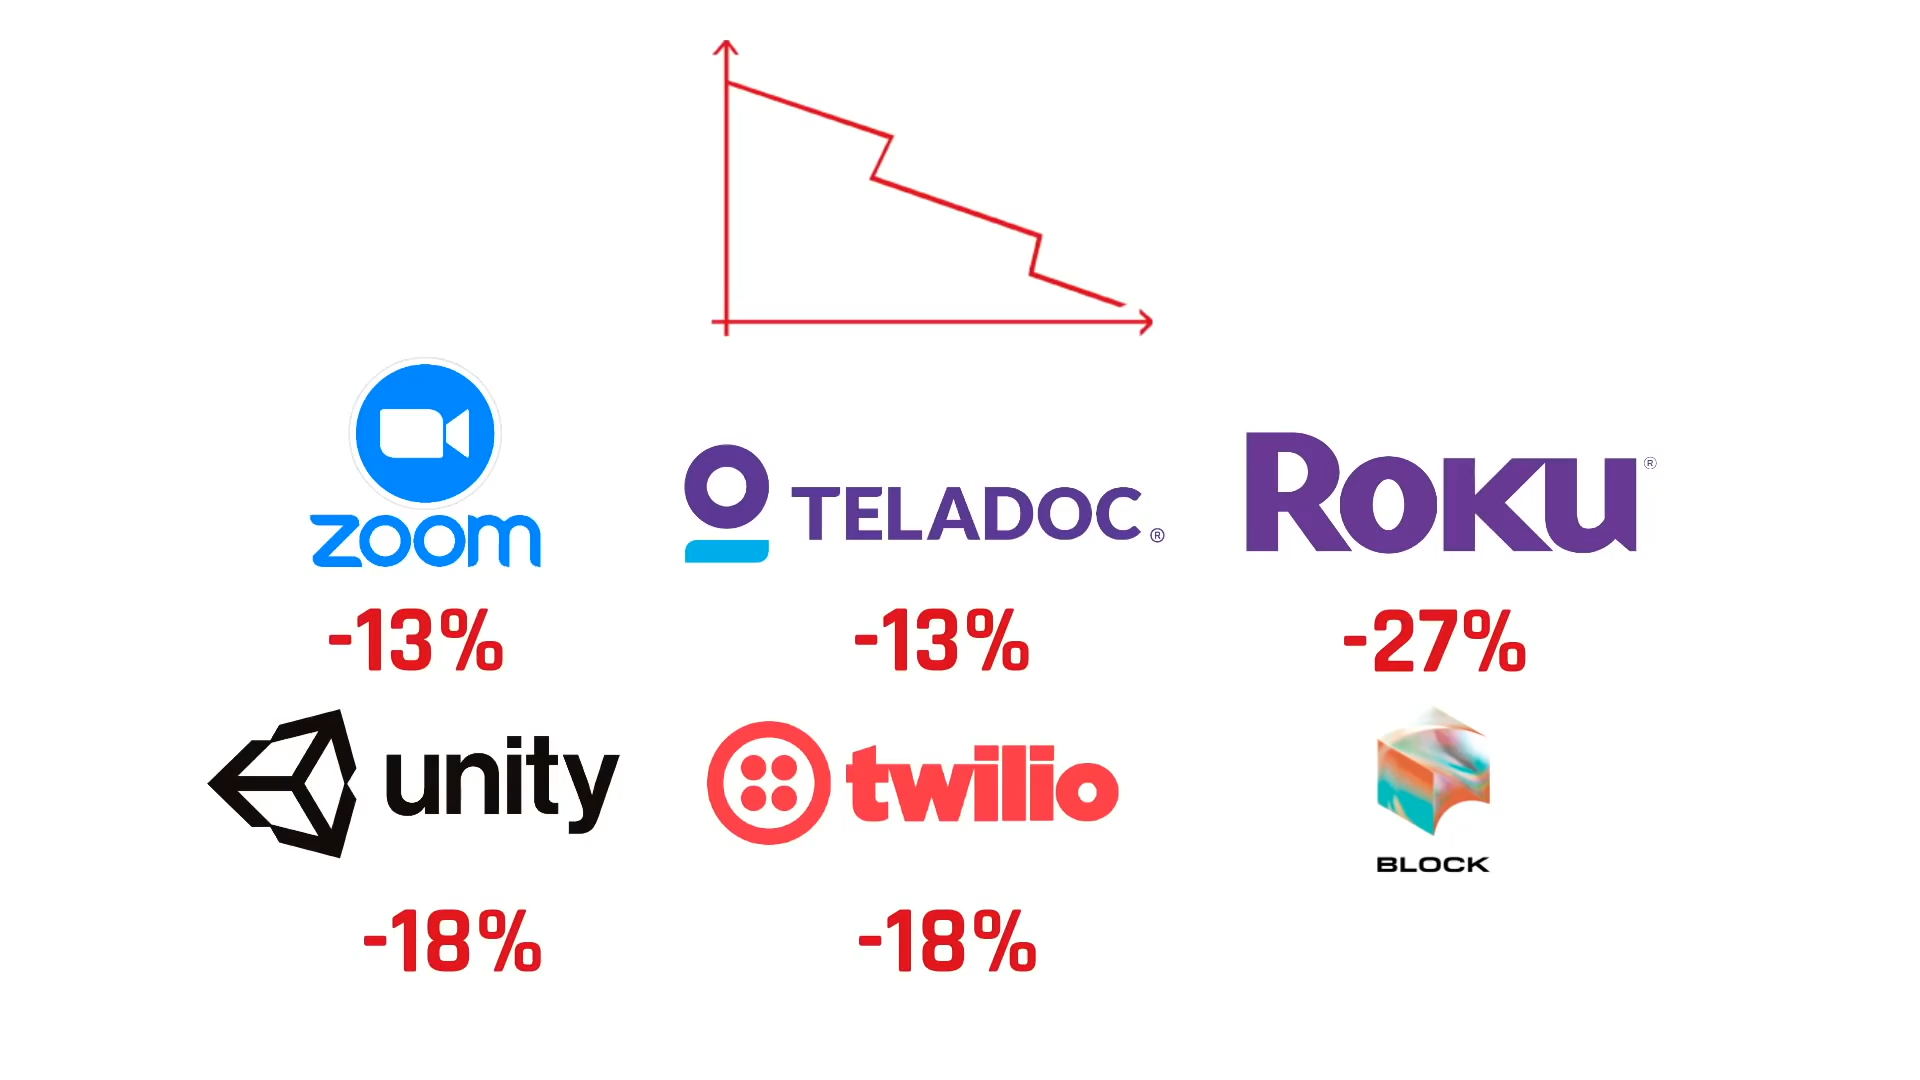 zoom
TELADOC®
ROKU®
-13%
-13%
-27%
unity
twilio
BLOCK
-18%
-18%